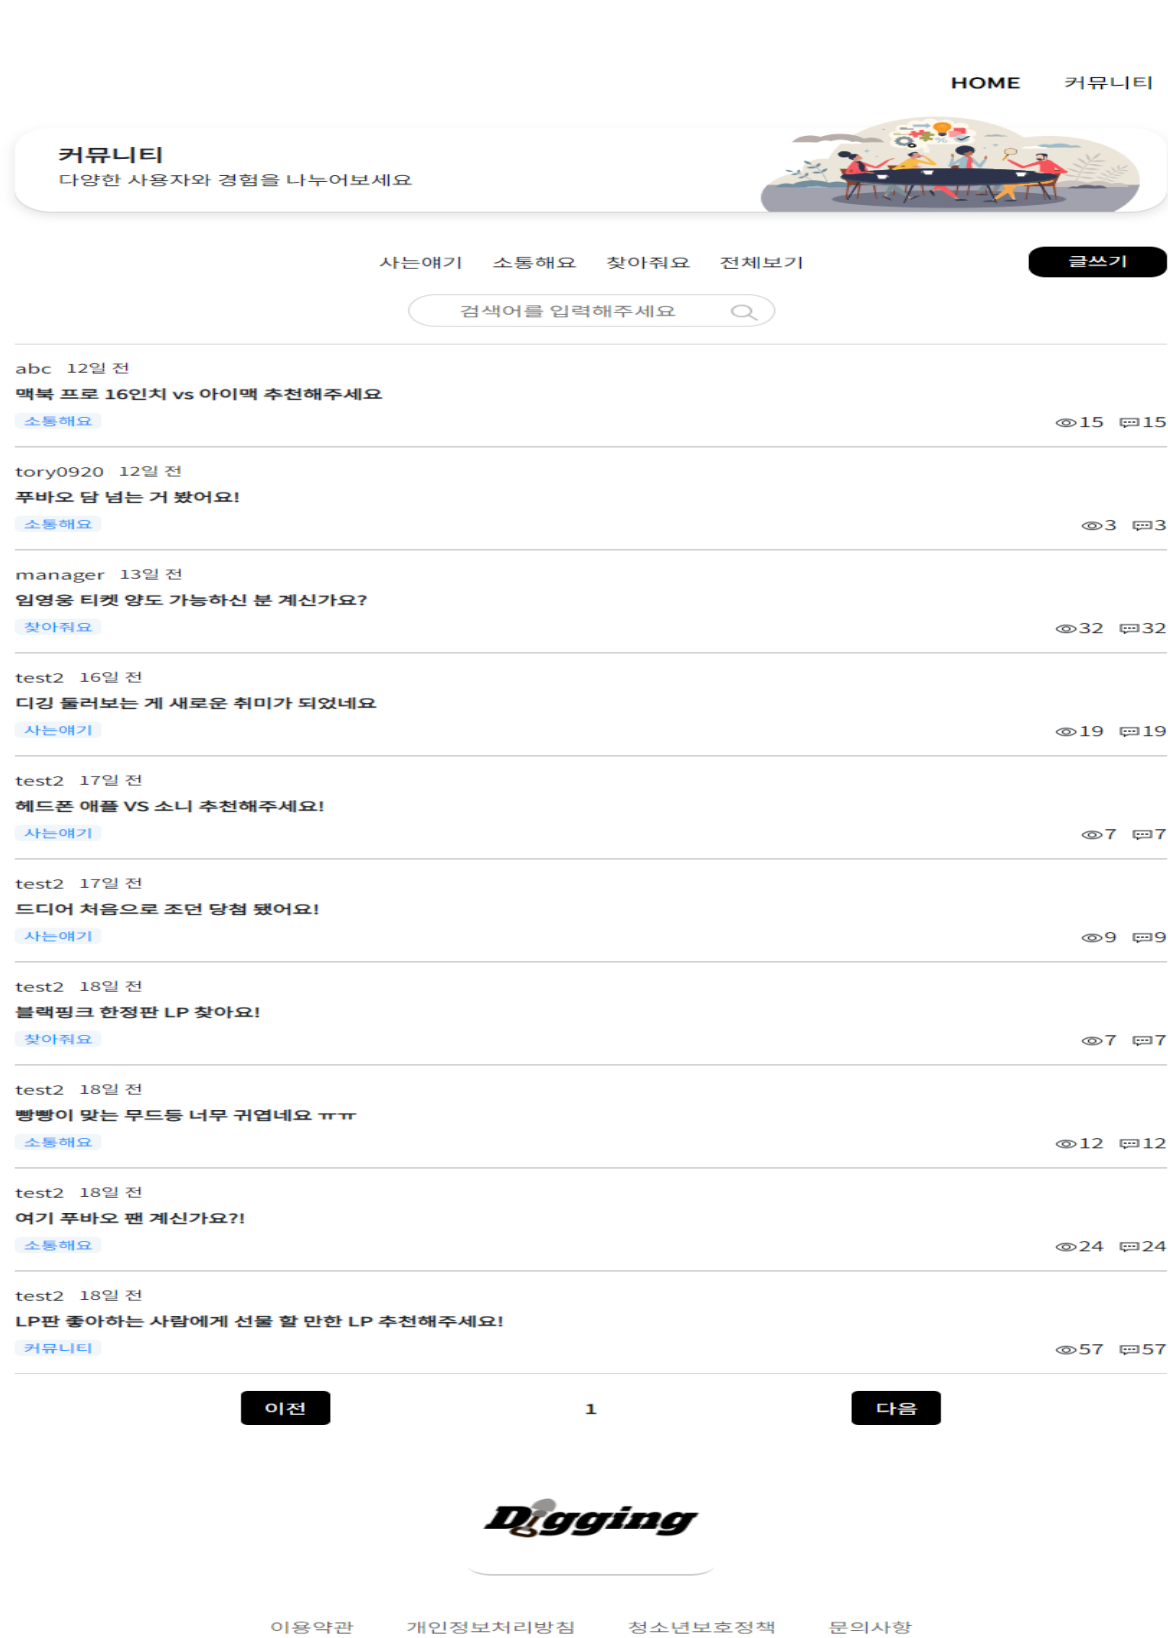 HOME 커뮤니티
커뮤니티
다양한 사용자와 경험을 나누어보세요
사는얘기 소통해요 찾아줘요 전체보기 글쓰기
검색어를 입력해주세요
abc 12일 전
맥북 프로 16인치 vs 아이맥 추천해주세요
소통해요 15 15
tory0920 12일 전
푸바오 담 넘는 거 봤어요!
소통해요 3 3
manager 13일 전
임영웅 티켓 양도 가능하신 분 계신가요?
찾아줘요 32 32
test2 16일 전
디깅 둘러보는 게 새로운 취미가 되었네요
사는얘기 19 19
test2 17일 전
헤드폰 애플 VS 소니 추천해주세요!
사는얘기 7 7
test2 17일 전
드디어 처음으로 조던 당첨 됐어요!
사는얘기 9 9
test2 18일 전
블랙핑크 한정판 LP 찾아요!
찾아줘요 7 7
test2 18일 전
빵빵이 맞는 무드등 너무 귀엽네요 ㅠㅠ
소통해요 12 12
test2 18일 전
여기 푸바오 팬 계신가요?!
소통해요 24 24
test2 18일 전
LP판 좋아하는 사람에게 선물 할 만한 LP 추천해주세요!
커뮤니티 57 57
이전 1 다음
Digging
이용약관 개인정보처리방침 청소년보호정책 문의사항